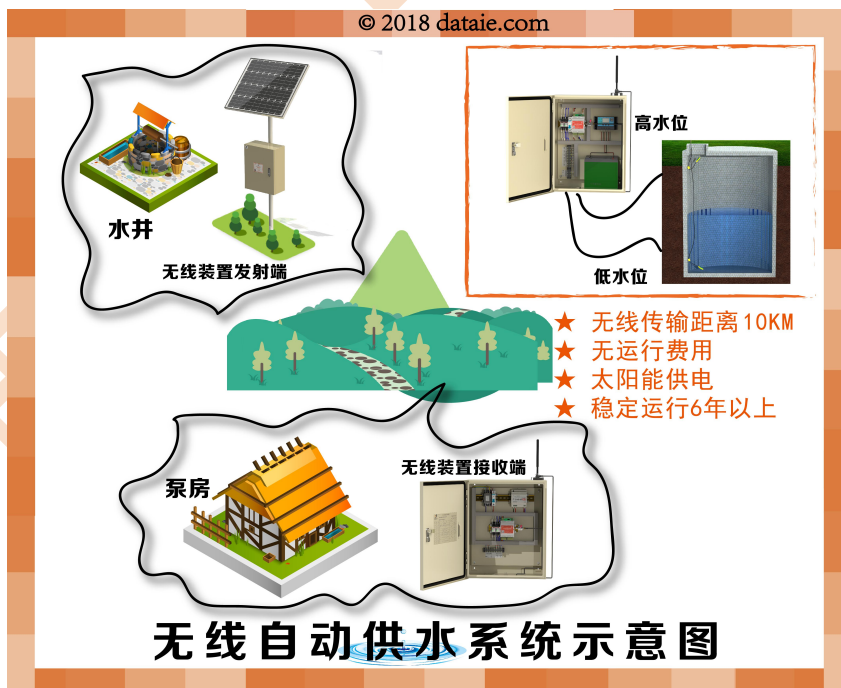 © 2018 dataie.com
高水位
水井
无线装置发射端
低水位
★ 无线传输距离10KM
★ 无运行费用
★ 太阳能供电
★ 稳定运行6年以上
无线装置接收端
泵房
无线自动供水系统示意图